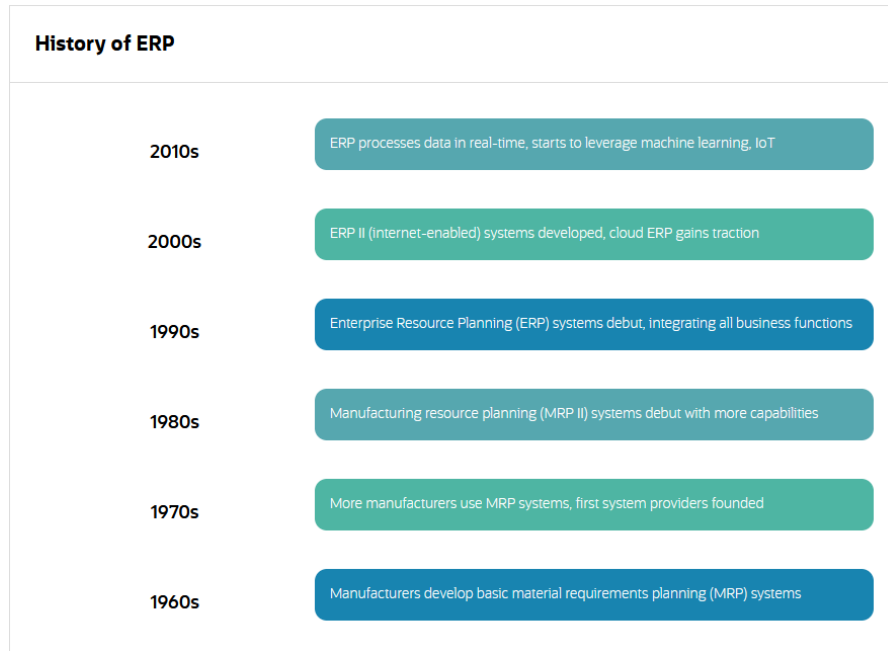 History of ERP
2010s
ERP processes data in real-time, starts to leverage machine learning, IoT
2000s
ERP II (internet-enabled) systems developed, cloud ERP gains traction
1990s
Enterprise Resource Planning (ERP) systems debut, integrating all business functions
1980s
Manufacturing resource planning (MRP II) systems debut with more capabilities
1970s
More manufacturers use MRP systems, first system providers founded
1960s
Manufacturers develop basic material requirements planning (MRP) systems